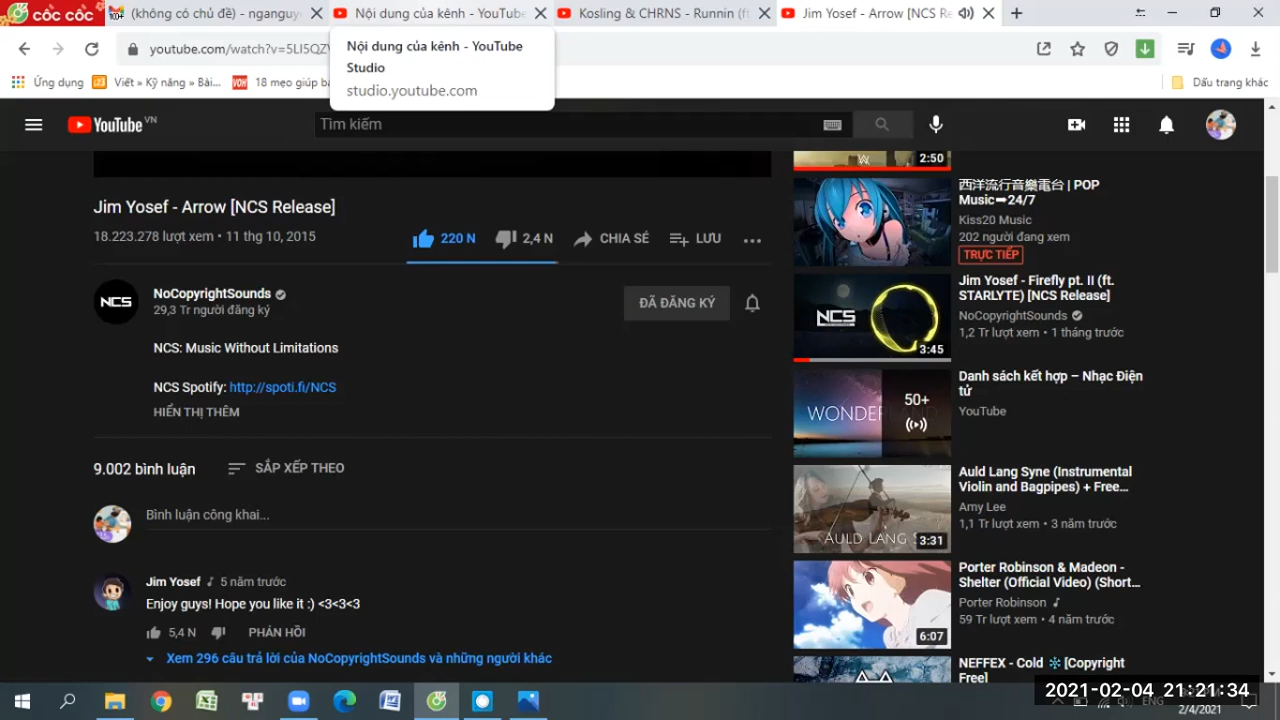 CỐC CỐC
(không có chủ đề) - nganguy
Nội dung của kênh - YouTube
Kosling & CHRNS - Runnin (ft
Jim Yosef - Arrow [NCS Re
youtube.com/watch?v=5LI5QZ
Nội dung của kênh - YouTube
Studio
studio.youtube.com
Ứng dụng
Viết » Kỹ năng » Bài...
VOH
18 mẹo giúp bạ
Dấu trang khác
YouTube VN
Tìm kiếm
Jim Yosef - Arrow [NCS Release]
18.223.278 lượt xem • 11 thg 10, 2015
220 N
2,4 N
CHIA SẺ
LƯU
NCS
NoCopyrightSounds
29,3 Tr người đăng ký
ĐÃ ĐĂNG KÝ
NCS: Music Without Limitations
NCS Spotify: http://spoti.fi/NCS
HIỂN THỊ THÊM
9.002 bình luận
SẮP XẾP THEO
Bình luận công khai...
Jim Yosef 5 năm trước
Enjoy guys! Hope you like it :) <3<3<3
5,4 N
PHẢN HỒI
Xem 296 câu trả lời của NoCopyrightSounds và những người khác
2:50
西洋流行音樂電台 | POP
Music➡24/7
Kiss20 Music
202 người đang xem
TRỰC TIẾP
NCS
3:45
Jim Yosef - Firefly pt. II (ft.
STARLYTE) [NCS Release]
NoCopyrightSounds
1,2 Tr lượt xem • 1 tháng trước
WONDERLAND
50+
Danh sách kết hợp – Nhạc Điện
tử
YouTube
AULD LANG S
3:31
Auld Lang Syne (Instrumental
Violin and Bagpipes) + Free...
Amy Lee
1,1 Tr lượt xem • 3 năm trước
6:07
Porter Robinson & Madeon -
Shelter (Official Video) (Short...
Porter Robinson
59 Tr lượt xem • 4 năm trước
NEFFEX - Cold ❄ [Copyright
Free]
2021-02-04 21:21:34
ENG
2/4/2021